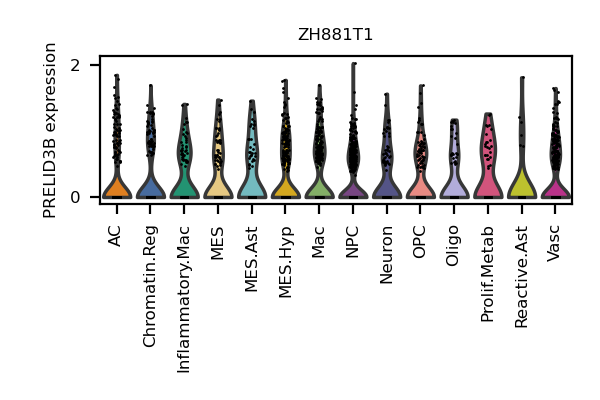 ZH881T1
PRELID3B expression
2
0
AC
Chromatin.Reg
Inflammatory.Mac
MES
MES.Ast
MES.Hyp
Mac
NPC
Neuron
OPC
Oligo
Prolif.Metab
Reactive.Ast
Vasc